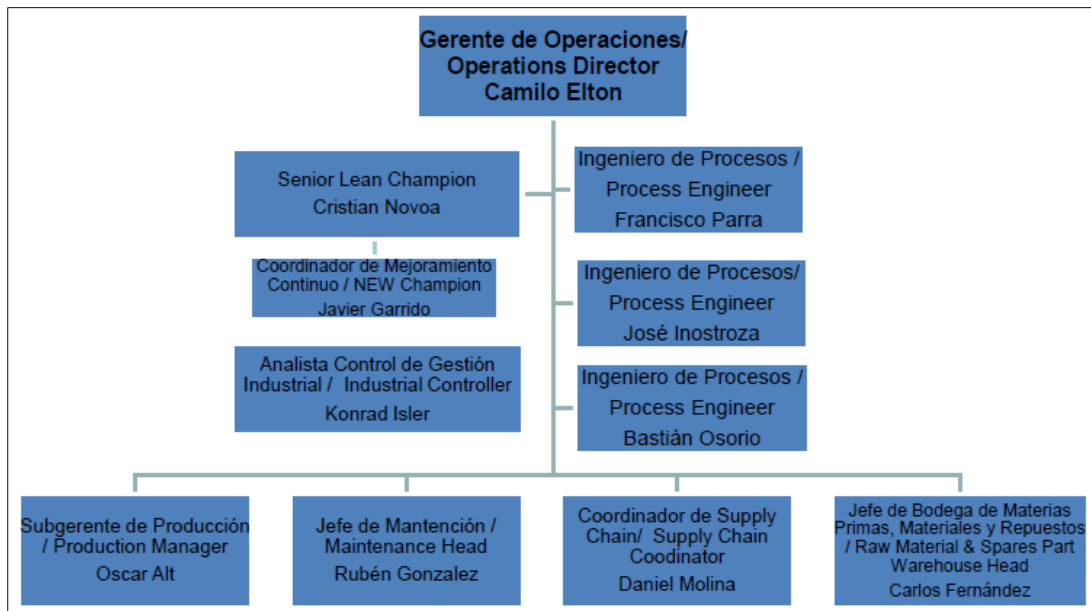 Gerente de Operaciones/
Operations Director
Camilo Elton
Senior Lean Champion
Cristian Novoa
Ingeniero de Procesos /
Process Engineer
Francisco Parra
Coordinador de Mejoramiento
Continuo / NEW Champion
Javier Garrido
Ingeniero de Procesos/
Process Engineer
José Inostroza
Analista Control de Gestión
Industrial /  Industrial Controller
Konrad Isler
Ingeniero de Procesos /
Process Engineer
Bastián Osorio
Subgerente de Producción
/ Production Manager
Oscar Alt
Jefe de Mantención /
Maintenance Head
Rubén Gonzalez
Coordinador de Supply
Chain/  Supply Chain
Coodinator
Daniel Molina
Jefe de Bodega de Materias
Primas, Materiales y Repuestos
/ Raw Material & Spares Part
Warehouse Head
Carlos Fernández